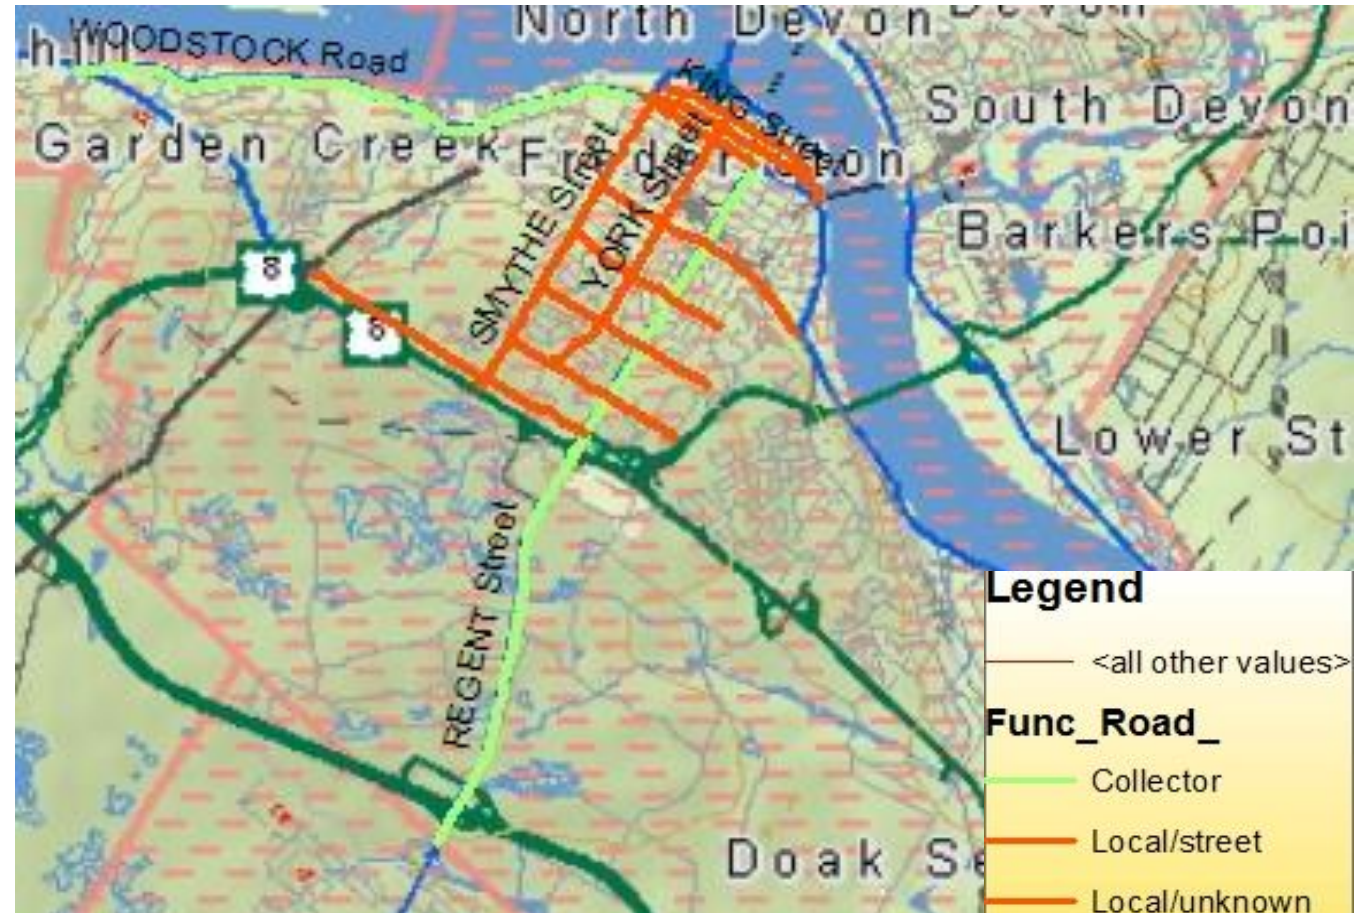 North Devon
WOODSTOCK Road
KING Street
South Devon
Garden Creek
SMYTHE Street
YORK Street
Barkers Poi
8
8
Lower St
REGENT Street
Doak Se
Legend
<all other values>
Func_Road_
Collector
Local/street
Local/unknown